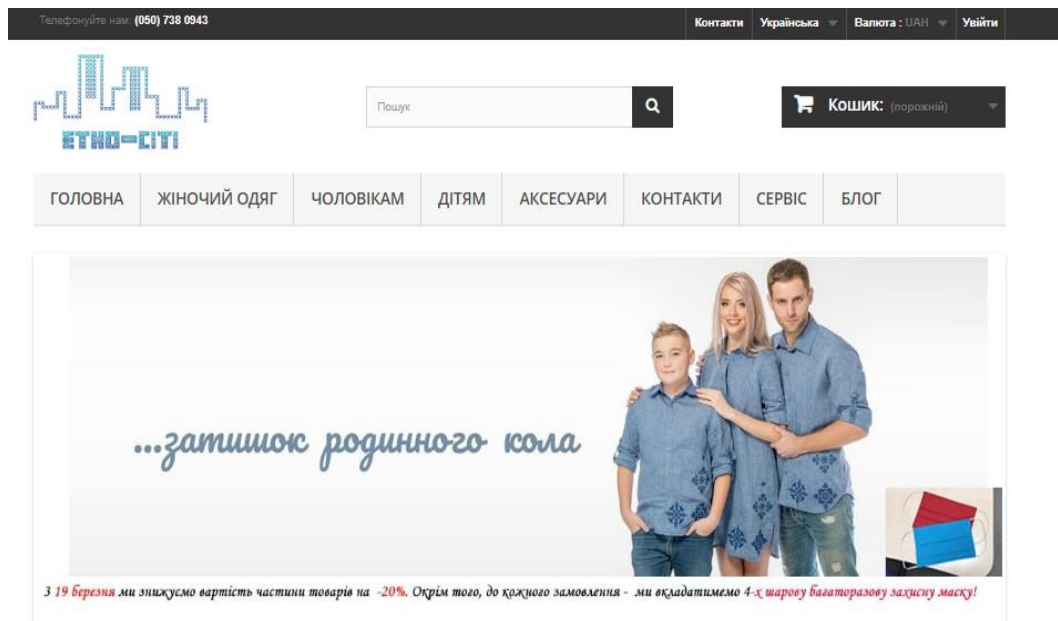 Телефонуйте нам: (050) 738 0943 Контакти Українська Валюта : UAH Увійти
ЕТНО-СІТІ
Пошук
Кошик: (порожній)
ГОЛОВНА ЖІНОЧИЙ ОДЯГ ЧОЛОВІКАМ ДІТЯМ АКСЕСУАРИ КОНТАКТИ СЕРВІС БЛОГ
...затишок родинного кола
З 19 березня ми знижуємо вартість частини товарів на -20%. Окрім того, до кожного замовлення - ми вкладатимемо 4-х шарову багаторазову захисну маску!